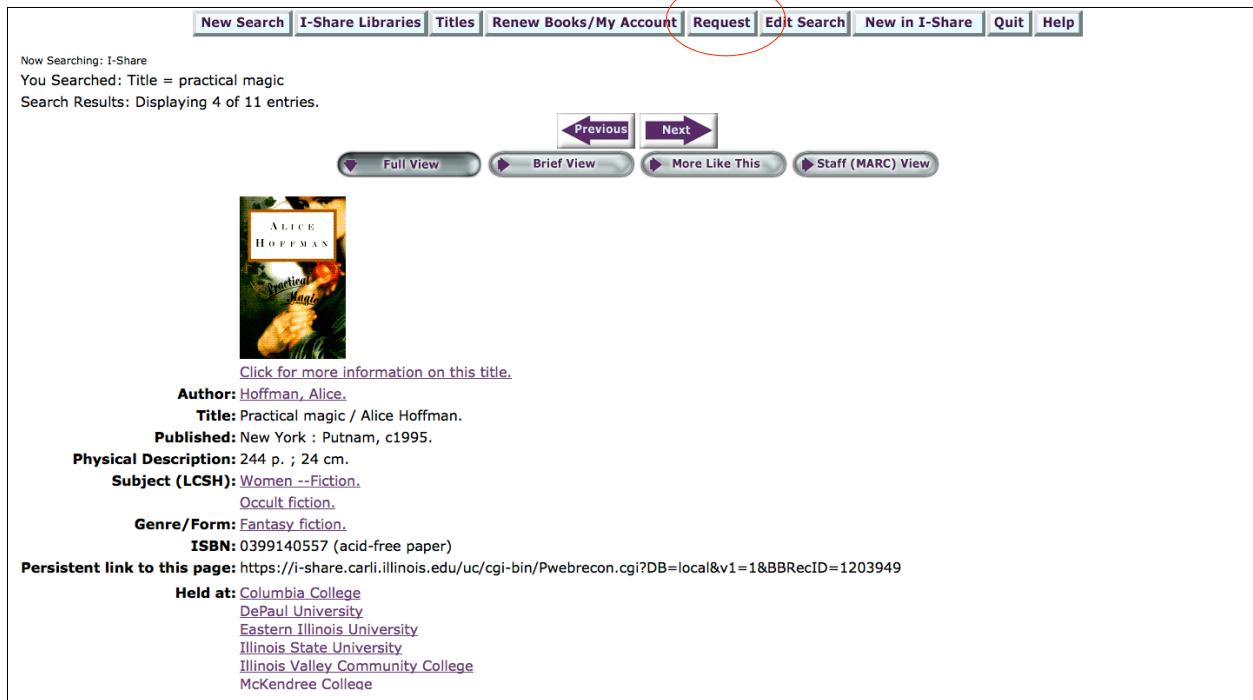 New Search I-Share Libraries Titles Renew Books/My Account Request Edit Search New in I-Share Quit Help
Now Searching: I-Share
You Searched: Title = practical magic
Search Results: Displaying 4 of 11 entries.
Previous Next
Full View Brief View More Like This Staff (MARC) View
ALICE
HOFFMAN
Practical
Magic
Click for more information on this title.
Author: Hoffman, Alice.
Title: Practical magic / Alice Hoffman.
Published: New York : Putnam, c1995.
Physical Description: 244 p. ; 24 cm.
Subject (LCSH): Women --Fiction.
Occult fiction.
Genre/Form: Fantasy fiction.
ISBN: 0399140557 (acid-free paper)
Persistent link to this page: https://i-share.carli.illinois.edu/uc/cgi-bin/Pwebrecon.cgi?DB=local&v1=1&BBRecID=1203949
Held at: Columbia College
DePaul University
Eastern Illinois University
Illinois State University
Illinois Valley Community College
McKendree College